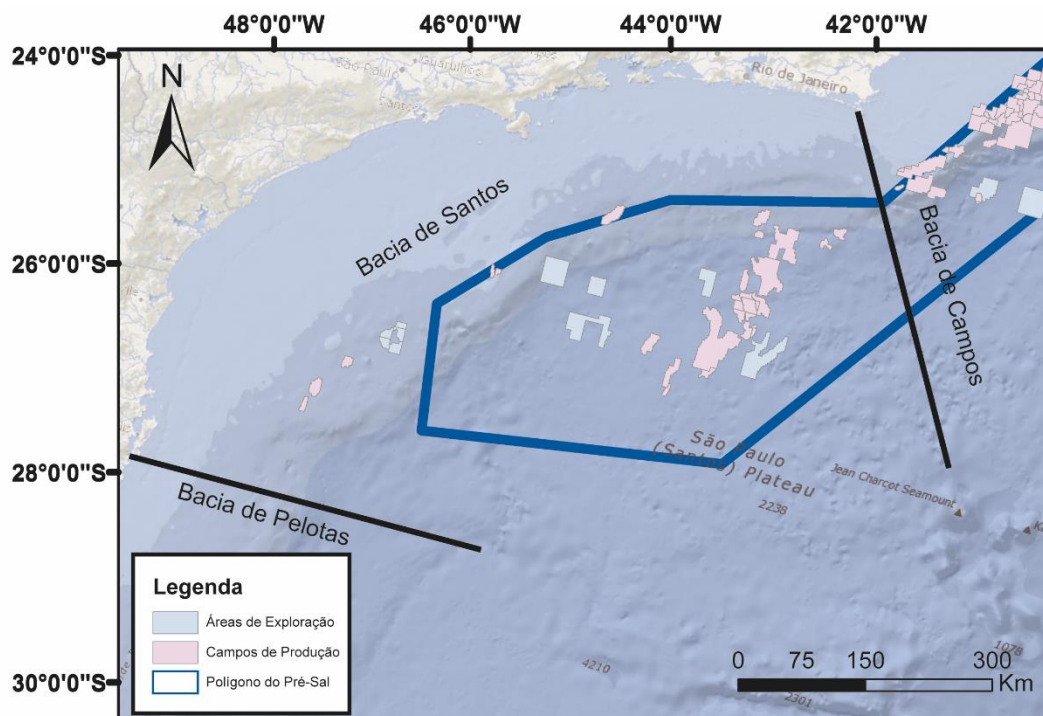 48°0'0"W 46°0'0"W 44°0'0"W 42°0'0"W
24°0'0"S
26°0'0"S
28°0'0"S
30°0'0"S
N
São Paulo
Guarulhos
Rio de Janeiro
Bacia de Santos
Bacia de Campos
Bacia de Pelotas
São Paulo
(Santos) Plateau
2238
Jean Charcot Seamount
4210
2301
1078
Legenda
Áreas de Exploração
Campos de Produção
Polígono do Pré-Sal
0 75 150 300
Km